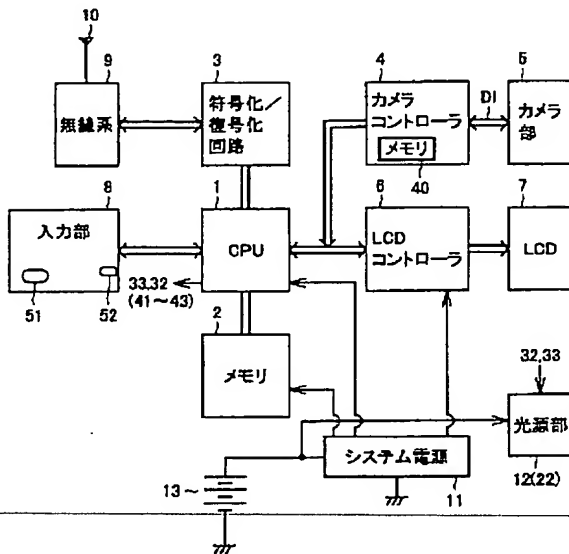 10
9
無線系
3
符号化／
復号化
回路
4
カメラ
コントローラ
メモリ
40
DI
5
カメラ部
8
入力部
51
52
1
CPU
33,32
(41～43)
6
LCD
コントローラ
7
LCD
2
メモリ
32,33
光源部
12(22)
システム電源
11
13～